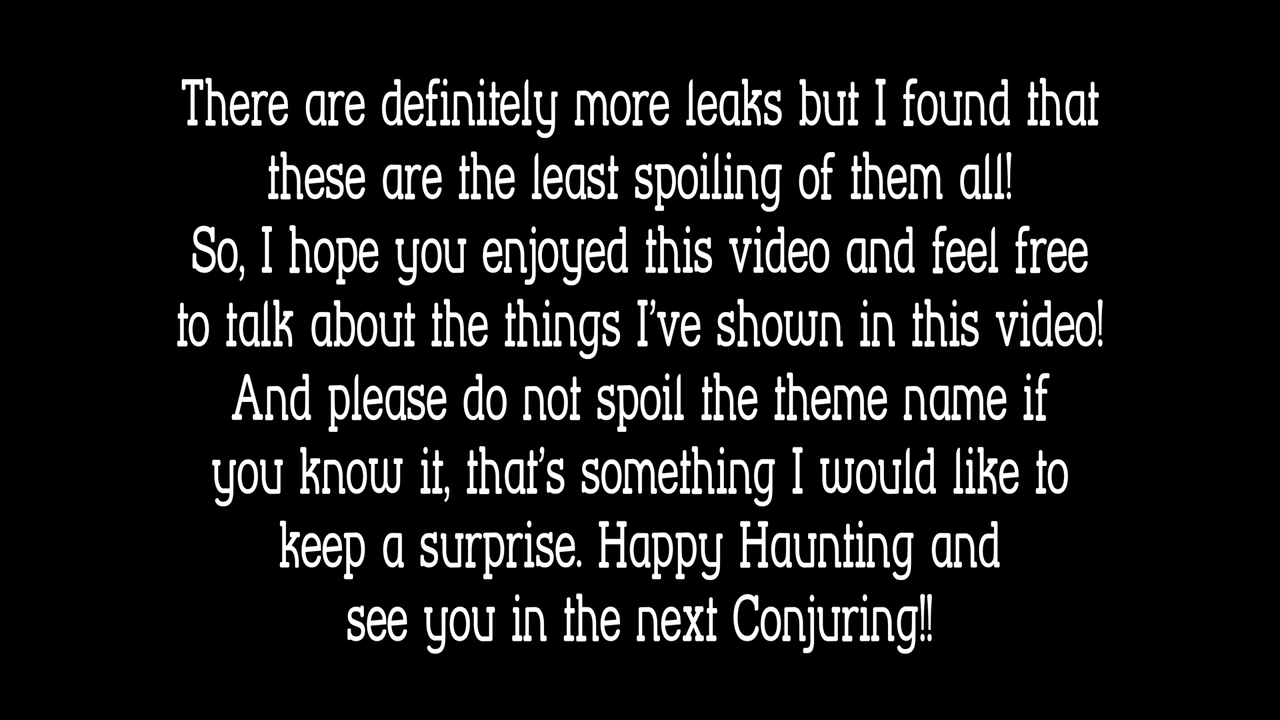 There are definitely more leaks but I found that
these are the least spoiling of them all!
So, I hope you enjoyed this video and feel free
to talk about the things I've shown in this video!
And please do not spoil the theme name if
you know it, that's something I would like to
keep a surprise. Happy Haunting and
see you in the next Conjuring!!